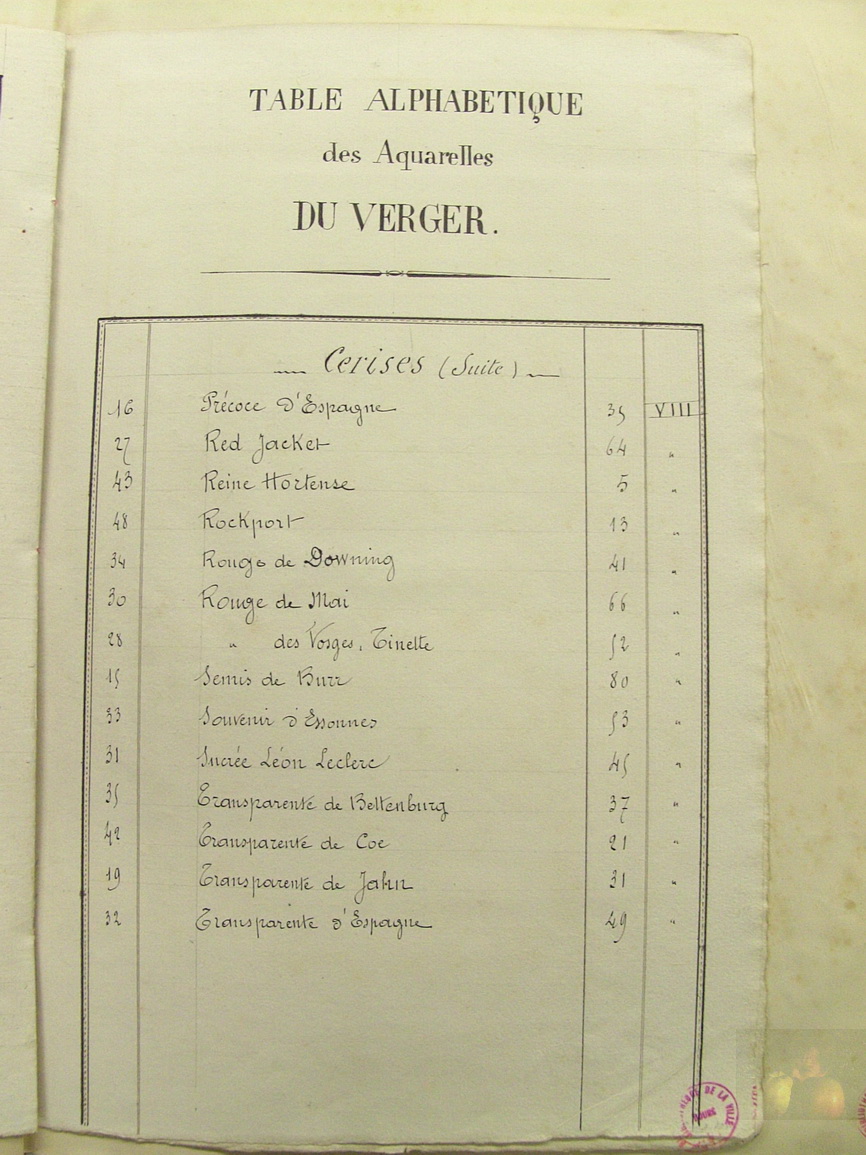 TABLE ALPHABETIQUE
des Aquarelles
DU VERGER.
Cerises (Suite)
16 Précoce d'Espagne 35 VIII
27 Red Jacket 64 "
43 Reine Hortense 5 "
48 Rockport 13 "
34 Rouge de Downing 41 "
30 Rouge de Mai 66 "
28 " des Vosges, Tinette 52 "
15 Semis de Burr 80 "
33 Souvenir d'Essonnes 53 "
31 Sucrée Léon Leclerc 45 "
35 Transparente de Beltenburg 37 "
42 Transparente de Coe 21 "
19 Transparente de Jahn 31 "
32 Transparente d'Espagne 49 "
DE LA VILLE